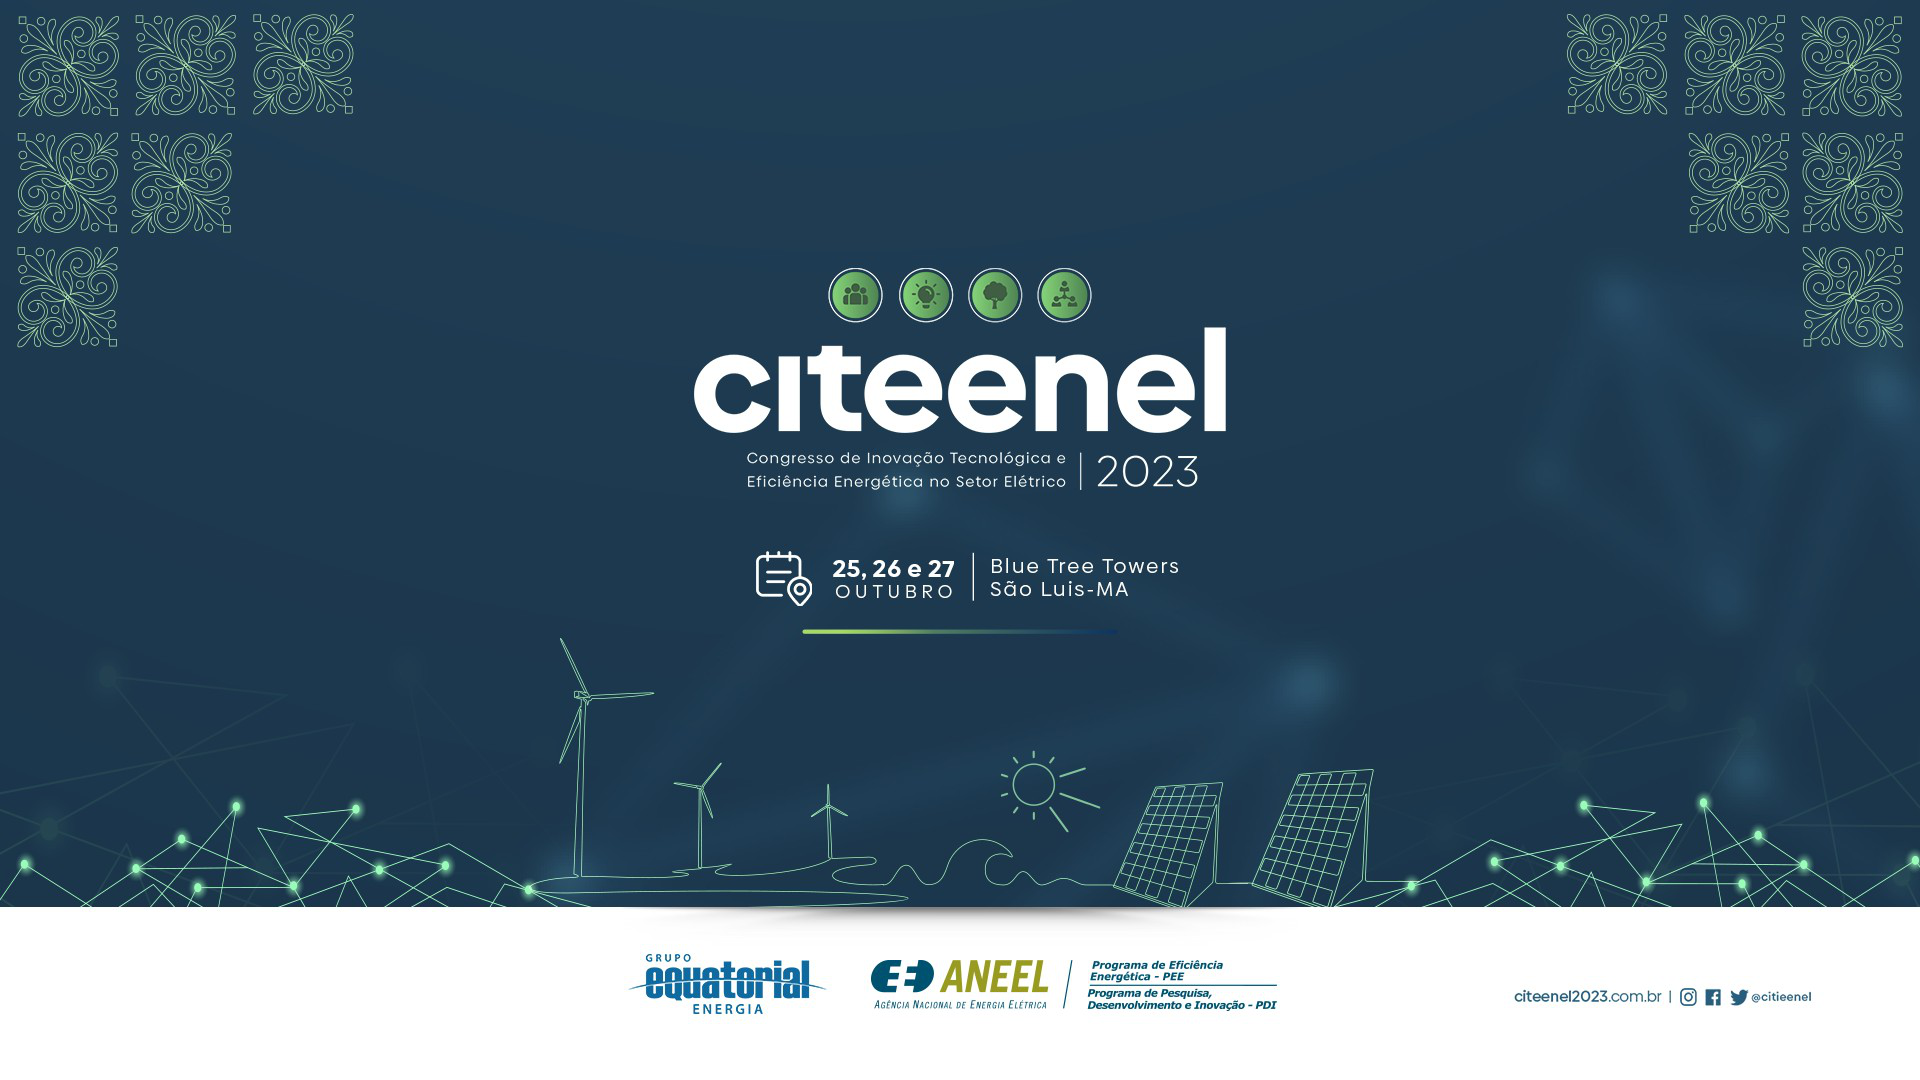 citeenel
Congresso de Inovação Tecnológica e
Eficiência Energética no Setor Elétrico
2023
25, 26 e 27
OUTUBRO
Blue Tree Towers
São Luis-MA
GRUPO
equatorial
ENERGIA
ANEEL
AGÊNCIA NACIONAL DE ENERGIA ELÉTRICA
Programa de Eficiência
Energética - PEE
Programa de Pesquisa,
Desenvolvimento e Inovação - PDI
citeenel2023.com.br | @citieenel